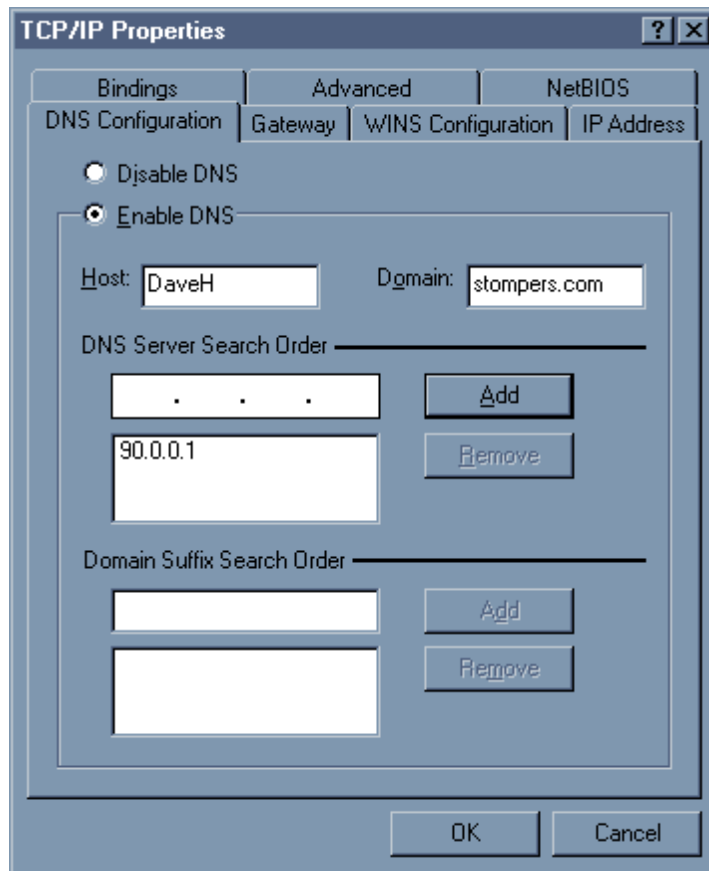 TCP/IP Properties
? X
Bindings Advanced NetBIOS
DNS Configuration Gateway WINS Configuration IP Address
Disable DNS
Enable DNS
Host: DaveH Domain: stompers.com
DNS Server Search Order
. . . Add
90.0.0.1 Remove
Domain Suffix Search Order
Add
Remove
OK Cancel